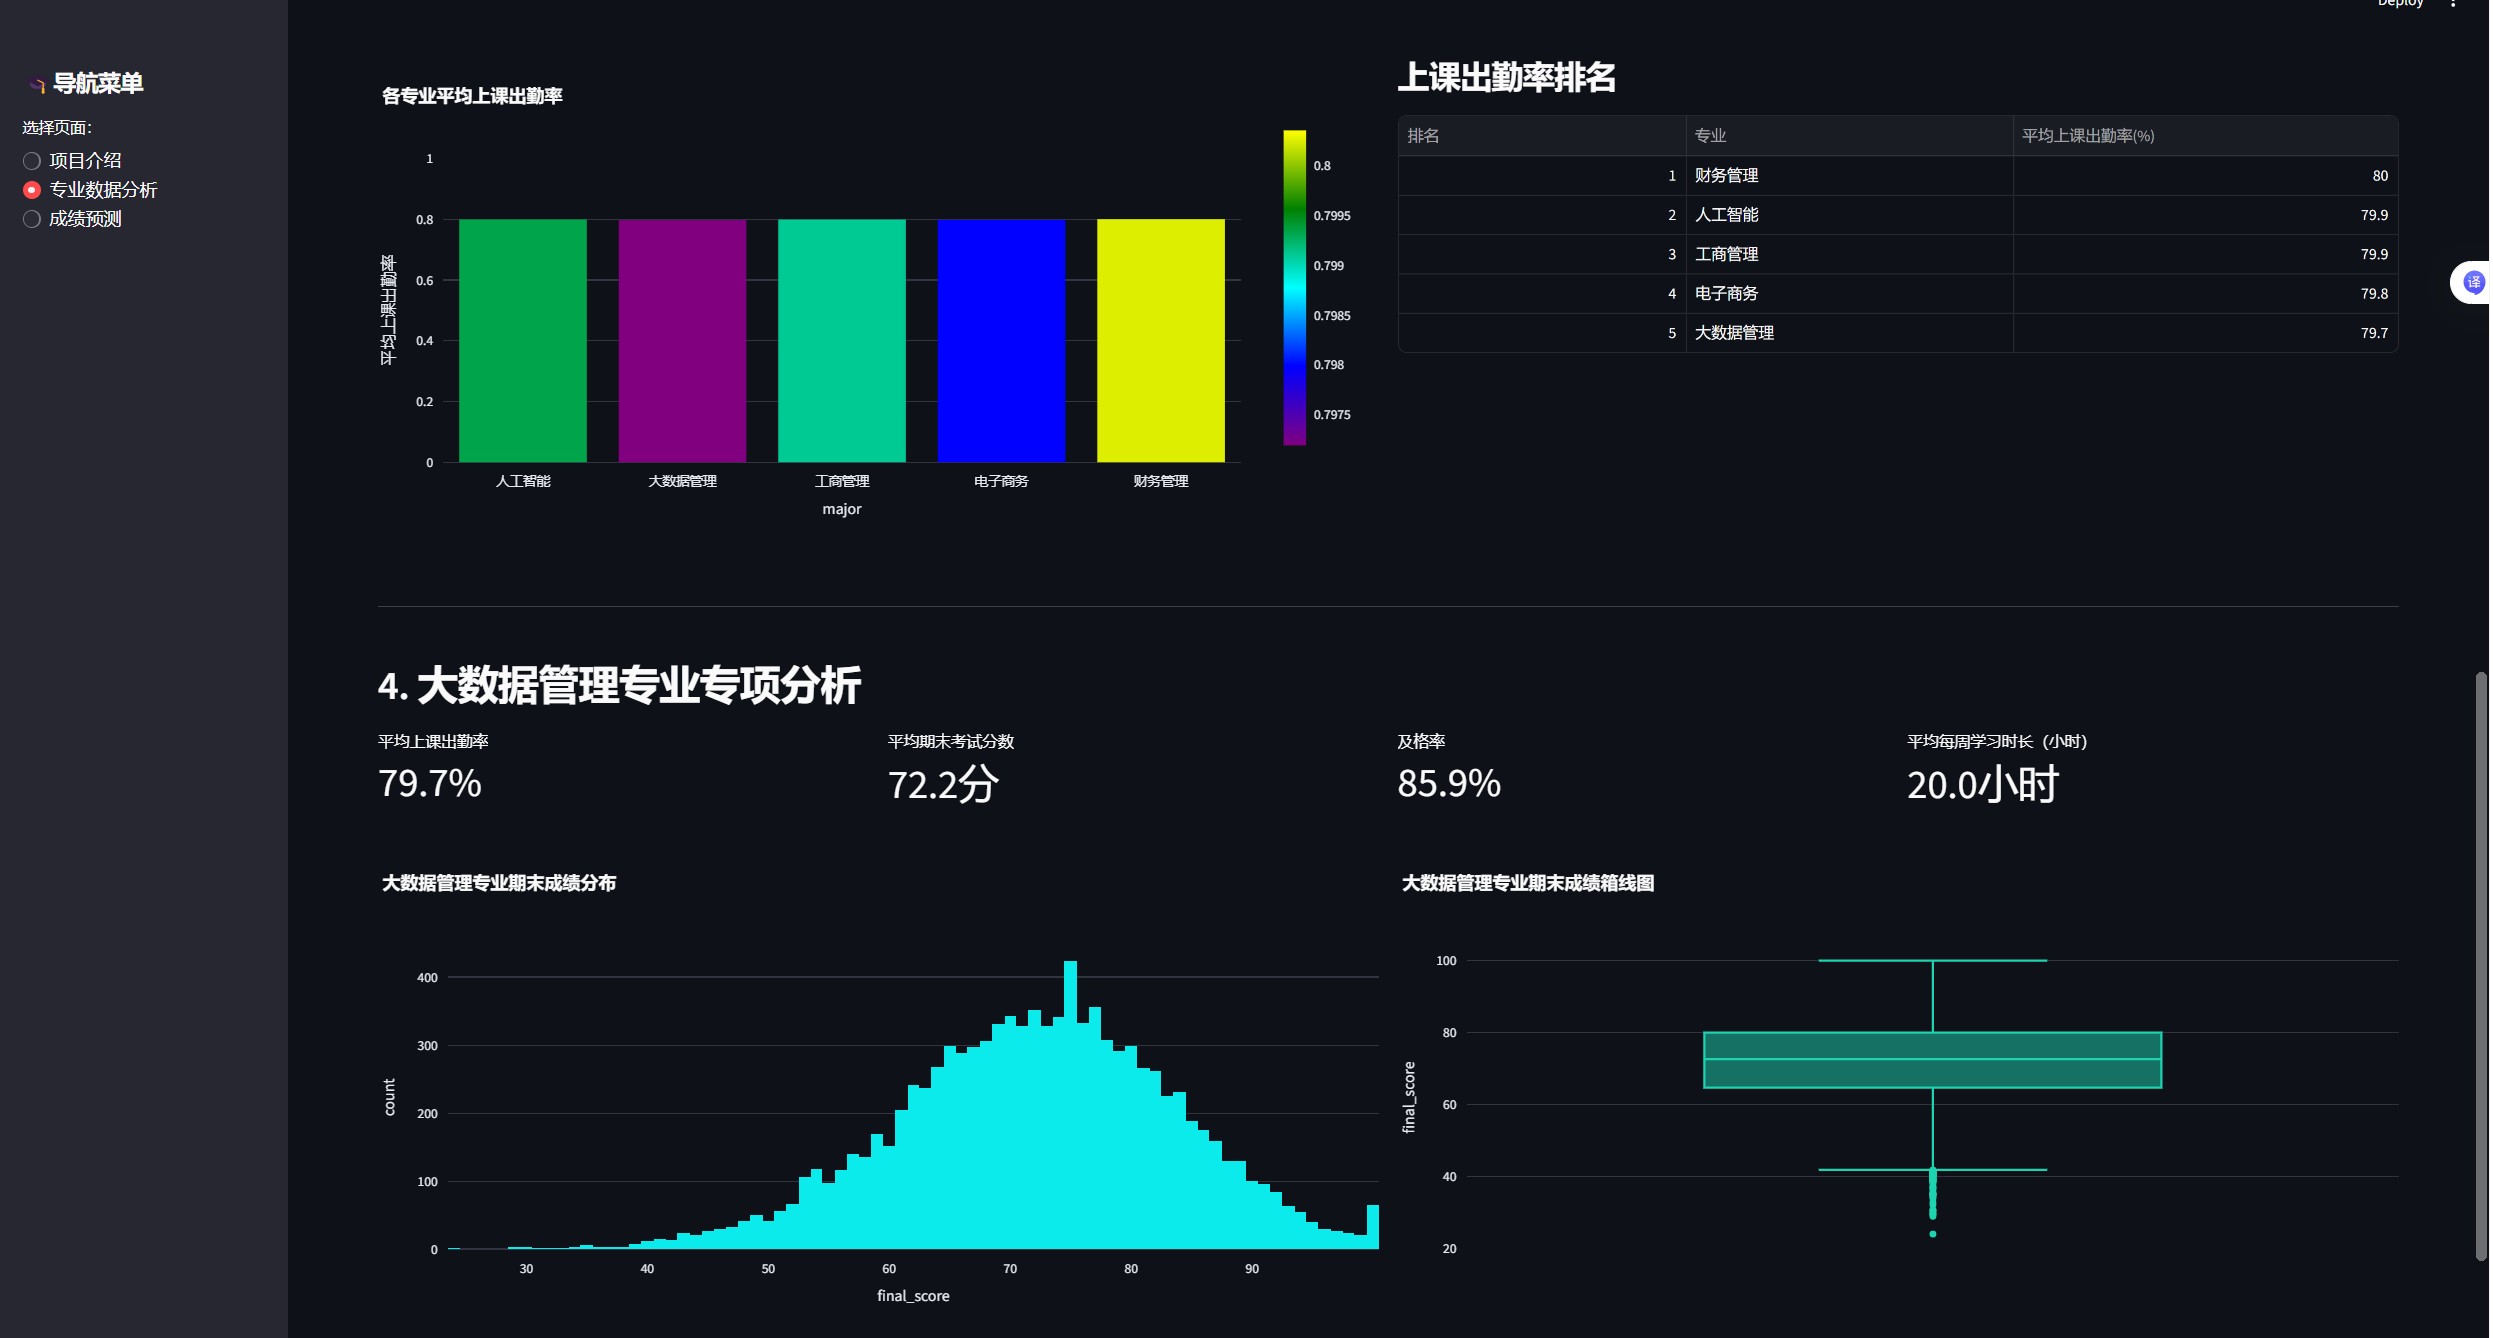 Deploy
导航菜单
选择页面：
项目介绍
专业数据分析
成绩预测
各专业平均上课出勤率
平均上课出勤率
1
0.8
0.6
0.4
0.2
0
人工智能 大数据管理 工商管理 电子商务 财务管理
major
0.8
0.7995
0.799
0.7985
0.798
0.7975
上课出勤率排名
排名 专业 平均上课出勤率(%)
1 财务管理 80
2 人工智能 79.9
3 工商管理 79.9
4 电子商务 79.8
5 大数据管理 79.7
译
4. 大数据管理专业专项分析
平均上课出勤率 平均期末考试分数 及格率 平均每周学习时长（小时）
79.7% 72.2分 85.9% 20.0小时
大数据管理专业期末成绩分布
count
400
300
200
100
0
30 40 50 60 70 80 90
final_score
大数据管理专业期末成绩箱线图
final_score
100
80
60
40
20